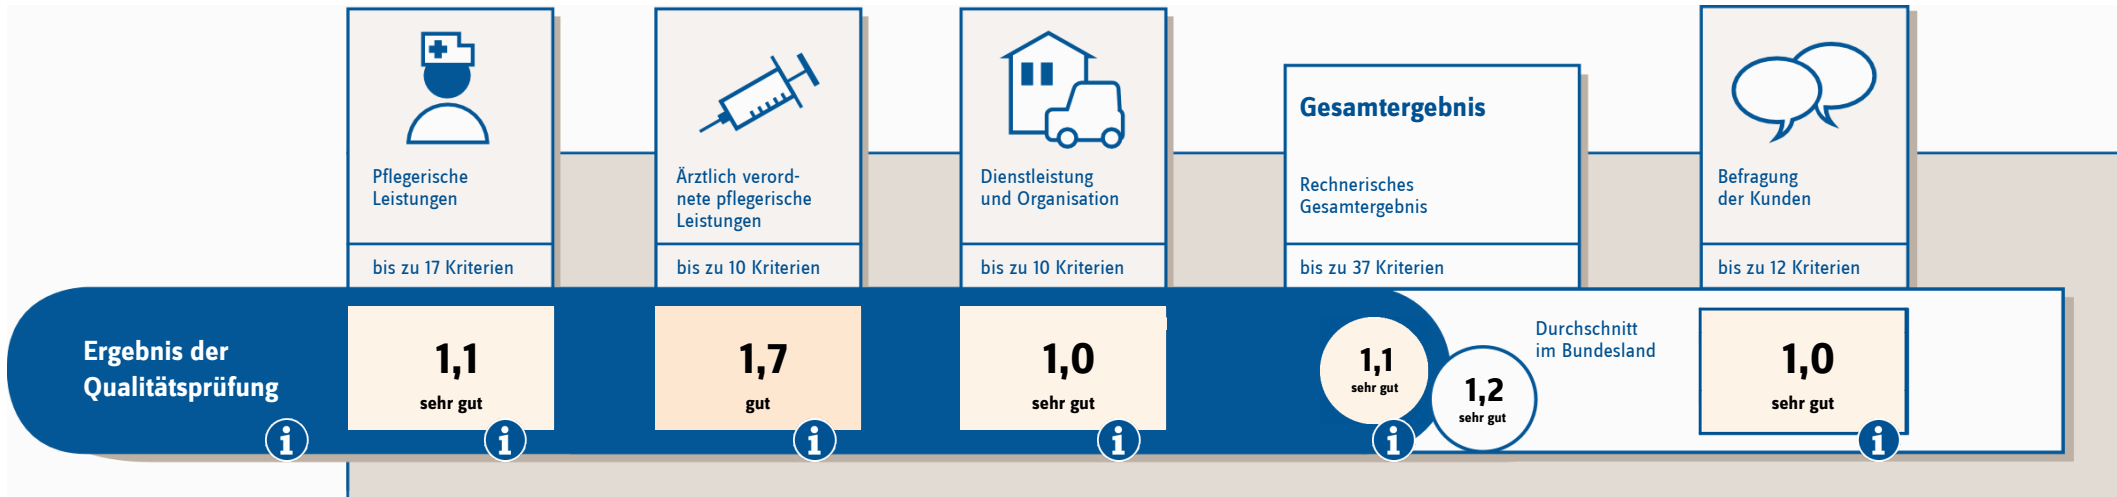 Pflegerische
Leistungen
bis zu 17 Kriterien
Ärztlich verord-
nete pflegerische
Leistungen
bis zu 10 Kriterien
Dienstleistung
und Organisation
bis zu 10 Kriterien
Gesamtergebnis
Rechnerisches
Gesamtergebnis
bis zu 37 Kriterien
Befragung
der Kunden
bis zu 12 Kriterien
Ergebnis der
Qualitätsprüfung
i
1,1
sehr gut
i
1,7
gut
i
1,0
sehr gut
i
1,1
sehr gut
i
1,2
sehr gut
Durchschnitt
im Bundesland
1,0
sehr gut
i